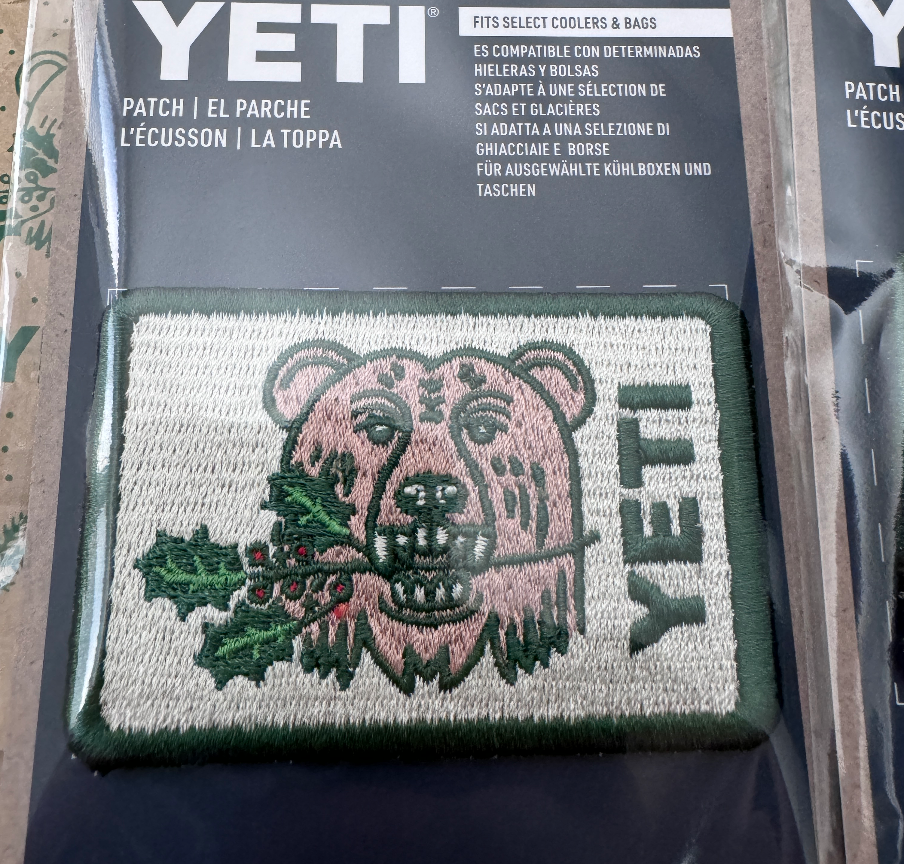 YETI®
PATCH | EL PARCHE
L'ÉCUSSON | LA TOPPA
FITS SELECT COOLERS & BAGS
ES COMPATIBLE CON DETERMINADAS
HIELERAS Y BOLSAS
S'ADAPTE À UNE SÉLECTION DE
SACS ET GLACIÈRES
SI ADATTA A UNA SELEZIONE DI
GHIACCIAIE E BORSE
FÜR AUSGEWÄHLTE KÜHLBOXEN UND
TASCHEN
YETI
Y
PATCH
L'ÉCUS
Y